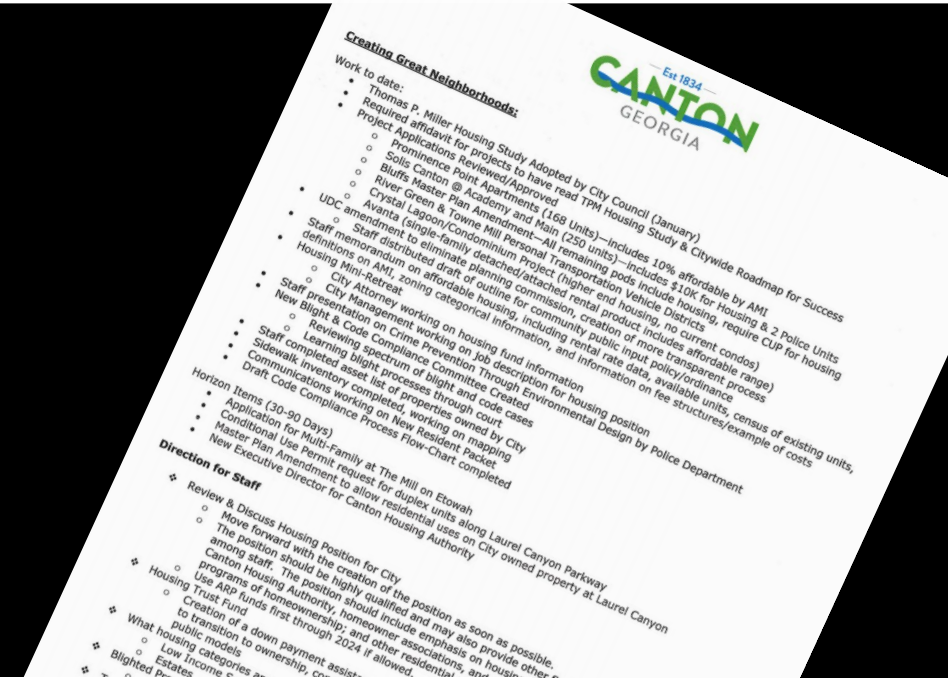 Est 1834
CANTON
GEORGIA
Creating Great Neighborhoods:
Work to date:
• Thomas P. Miller Housing Study Adopted by City Council (January)
• Required affidavit for projects to have read TPM Housing Study & Citywide Roadmap for Success
• Project Applications Reviewed/Approved
o Prominence Point Apartments (168 Units)—includes 10% affordable by AMI
o Solis Canton @ Academy and Main (250 units)—includes $10K for Housing & 2 Police Units
o Bluffs Master Plan Amendment—All remaining pods include housing, require CUP for housing
o River Green & Towne Mill Personal Transportation Vehicle Districts
o Crystal Lagoon/Condominium Project (higher end housing, no current condos)
o Avanta (single-family detached/attached rental product includes affordable range)
• UDC amendment to eliminate planning commission, creation of more transparent process
o Staff distributed draft of outline for community public input policy/ordinance
• Staff memorandum on affordable housing, including rental rate data, available units, census of existing units,
definitions on AMI, zoning categorical information, and information on fee structures/example of costs
• Housing Mini-Retreat
o City Attorney working on housing fund information
o City Management working on Job description for housing position
• Staff presentation on Crime Prevention Through Environmental Design by Police Department
• New Blight & Code Compliance Committee Created
o Reviewing spectrum of blight and code cases
o Learning blight processes through court
• Staff completed asset list of properties owned by City
• Sidewalk inventory completed, working on mapping
• Communications working on New Resident Packet
• Draft Code Compliance Process Flow-Chart completed
Horizon Items (30-90 Days)
• Application for Multi-Family at The Mill on Etowah
• Conditional Use Permit request for duplex units along Laurel Canyon Parkway
• Master Plan Amendment to allow residential uses on City owned property at Laurel Canyon
• New Executive Director for Canton Housing Authority
Direction for Staff
❖ Review & Discuss Housing Position for City
o Move forward with the creation of the position as soon as possible.
o The position should be highly qualified and may also provide other
among staff. The position should include emphasis on
Canton Housing Authority, homeowner associations, and
programs of homeownership; and other residential
o Use ARP funds first through 2024 if allowed.
❖ Housing Trust Fund
o Creation of a down payment
to transition to ownership,
public models
❖ What housing categories
o Low Income
o Estates
❖ Blighted